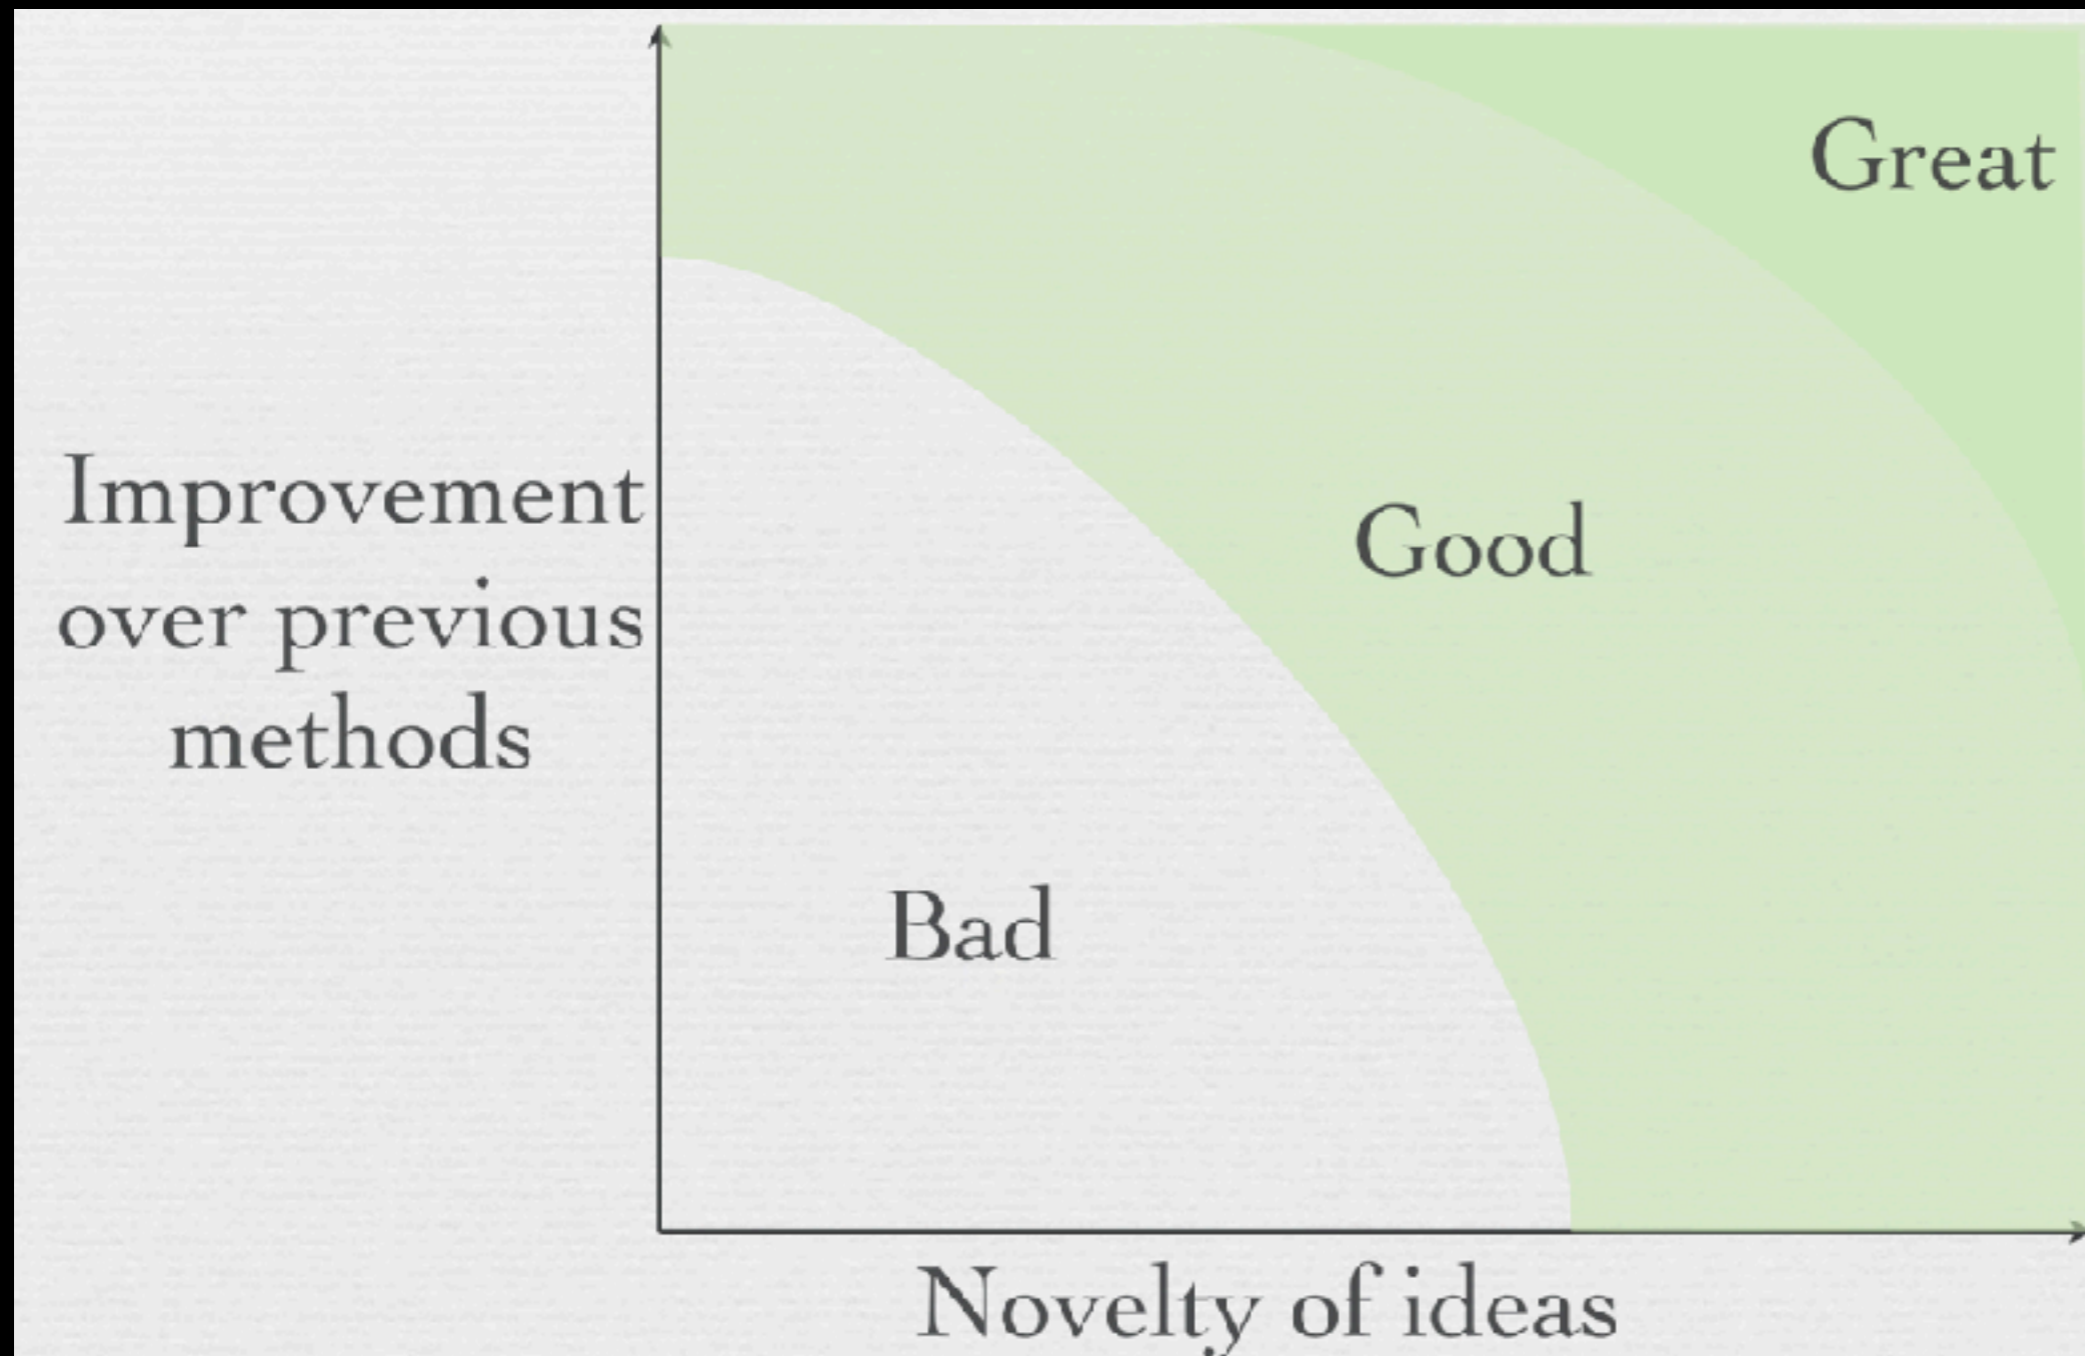 Great
Improvement
over previous
methods
Good
Bad
Novelty of ideas